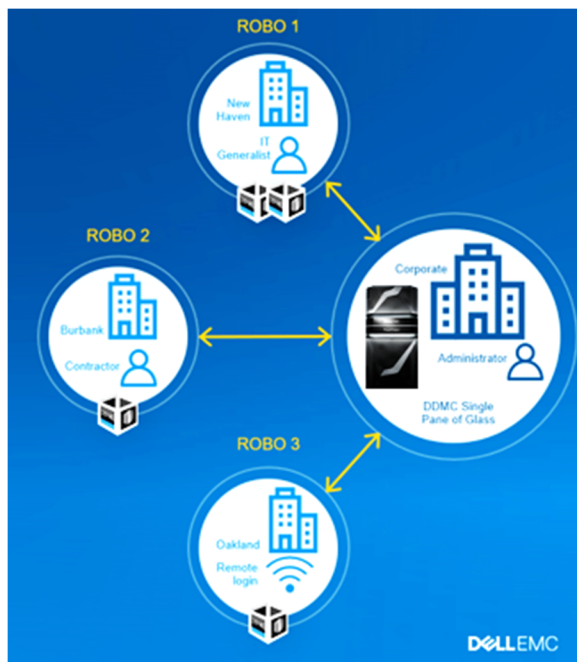 ROBO 1
New
Haven
IT
Generalist
ROBO 2
Burbank
Contractor
Corporate
Administrator
DDMC Single
Pane of Glass
ROBO 3
Oakland
Remote
login
DELLEMC